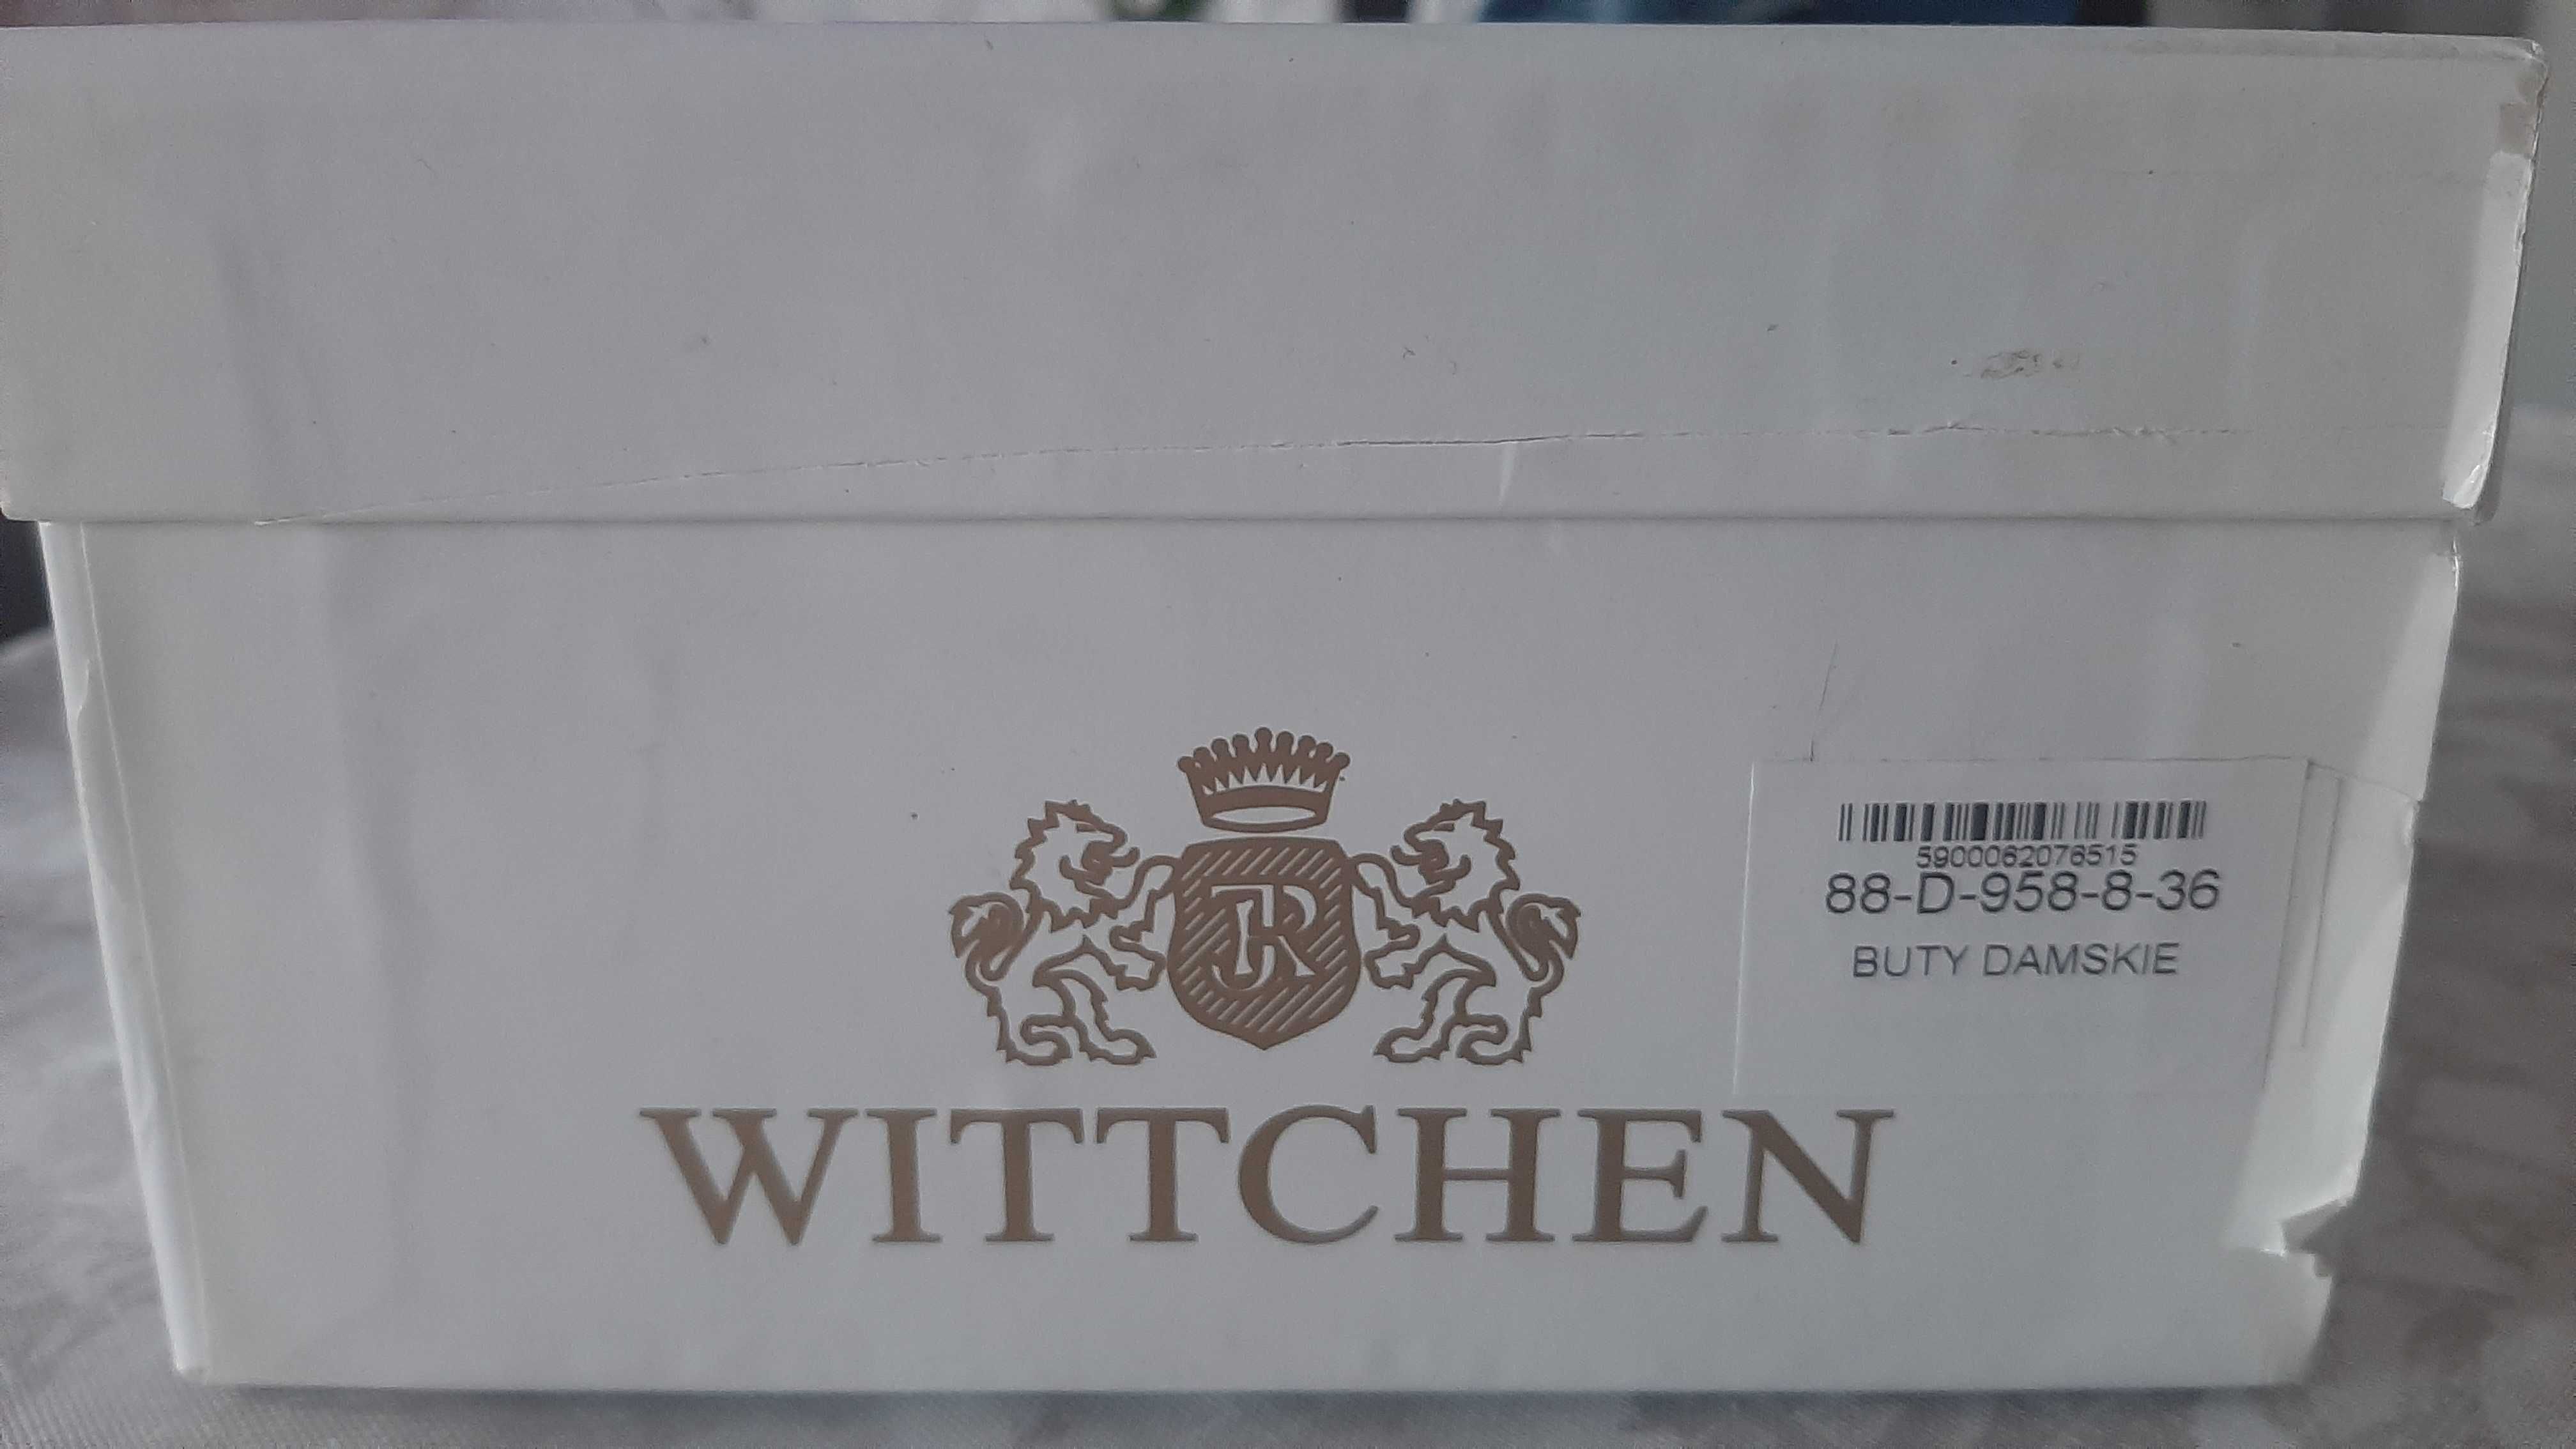 5900062076515
88-D-958-8-36
BUTY DAMSKIE
WITTCHEN